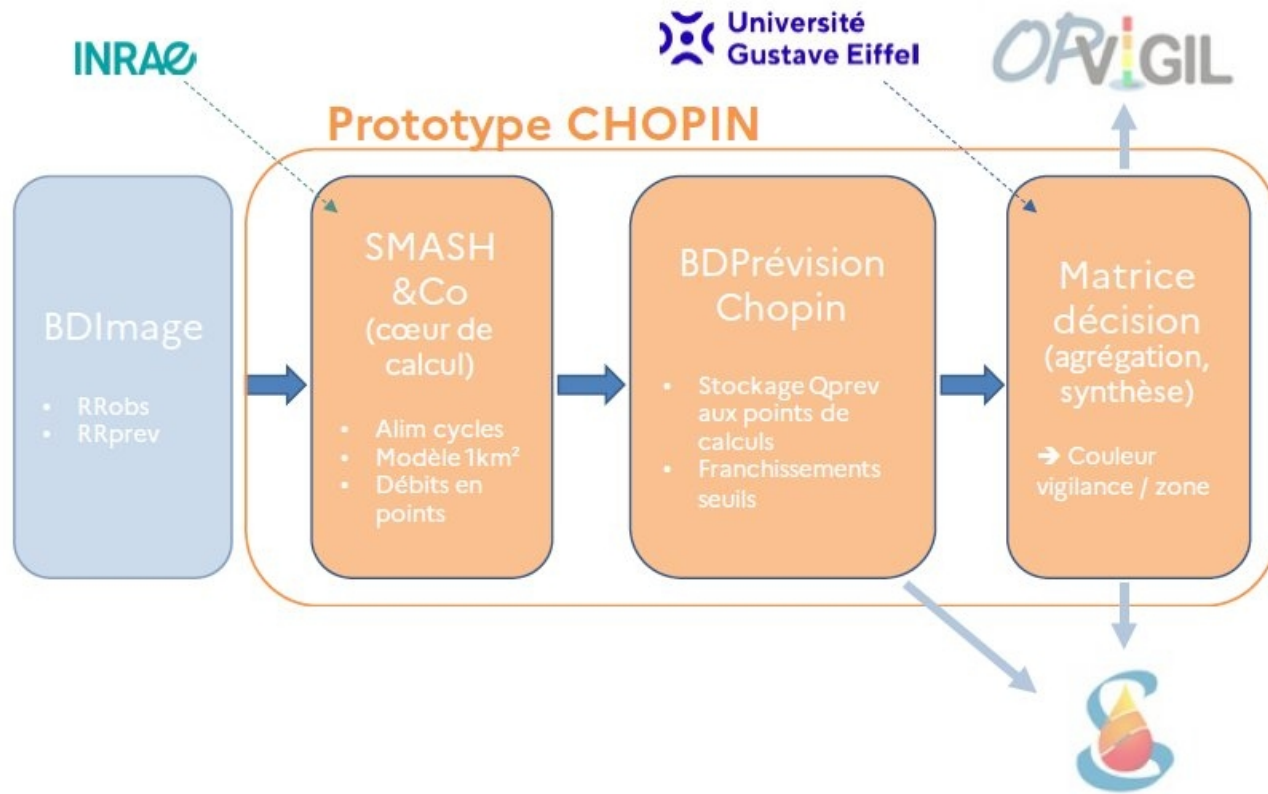 INRAE
Université
Gustave Eiffel
OPViGIL
Prototype CHOPIN
BDImage
• RRobs
• RRprev
SMASH
&Co
(cœur de
calcul)
• Alim cycles
• Modèle 1km²
• Débits en
points
BDPrévision
Chopin
• Stockage Qprev
aux points de
calculs
• Franchissements
seuils
Matrice
décision
(agrégation,
synthèse)
➔ Couleur
vigilance / zone